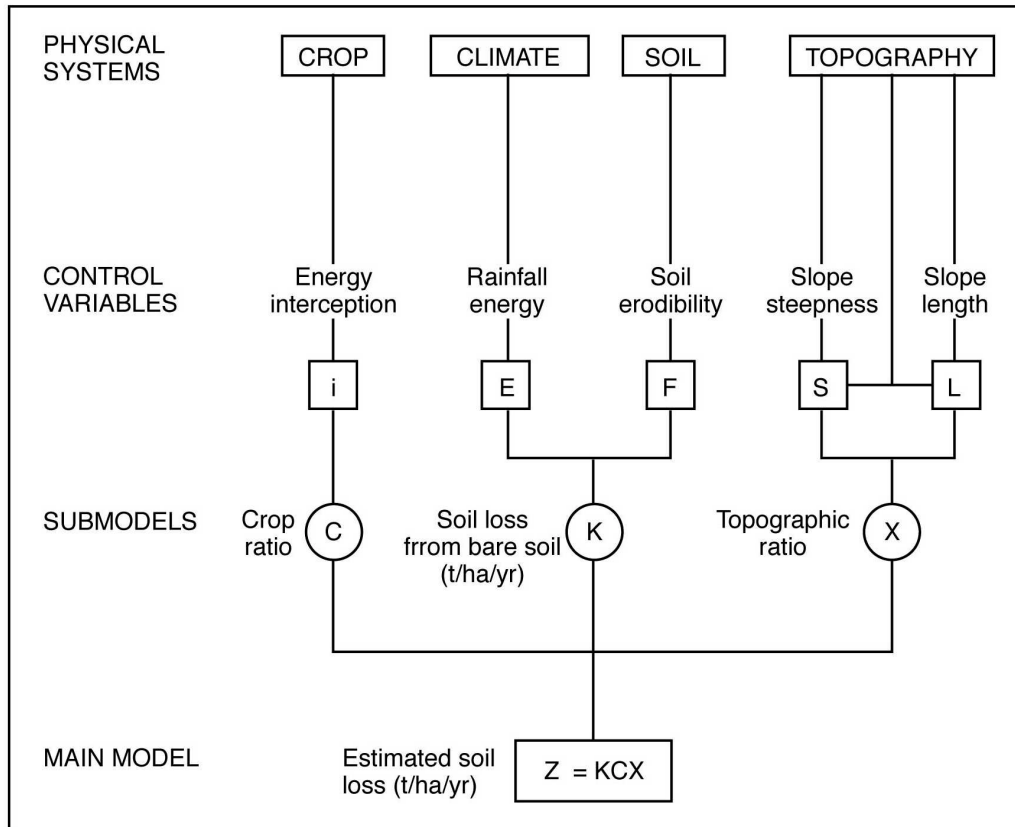 PHYSICAL
SYSTEMS
CROP
CLIMATE
SOIL
TOPOGRAPHY
CONTROL
VARIABLES
Energy
interception
Rainfall
energy
Soil
erodibility
Slope
steepness
Slope
length
i
E
F
S
L
SUBMODELS
Crop
ratio
C
Soil loss
frrom bare soil
(t/ha/yr)
K
Topographic
ratio
X
MAIN MODEL
Estimated soil
loss (t/ha/yr)
Z = KCX